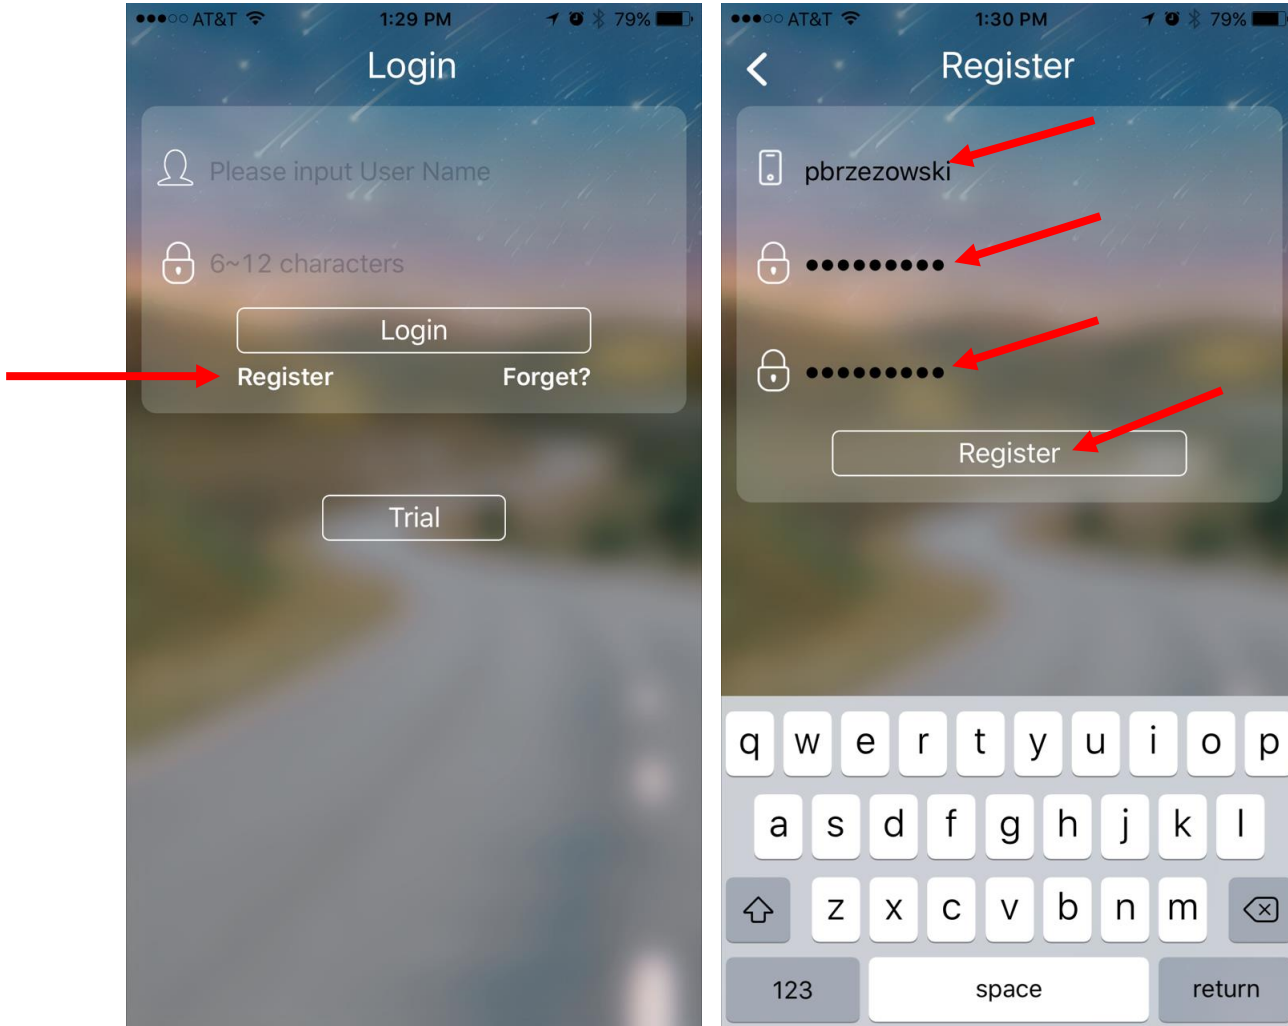 AT&T 1:29 PM 79%
Login
Please input User Name
6~12 characters
Login
Register Forget?
Trial
AT&T 1:30 PM 79%
Register
pbrzezowski
•••••••••
•••••••••
Register
q w e r t y u i o p
a s d f g h j k l
z x c v b n m
123 space return